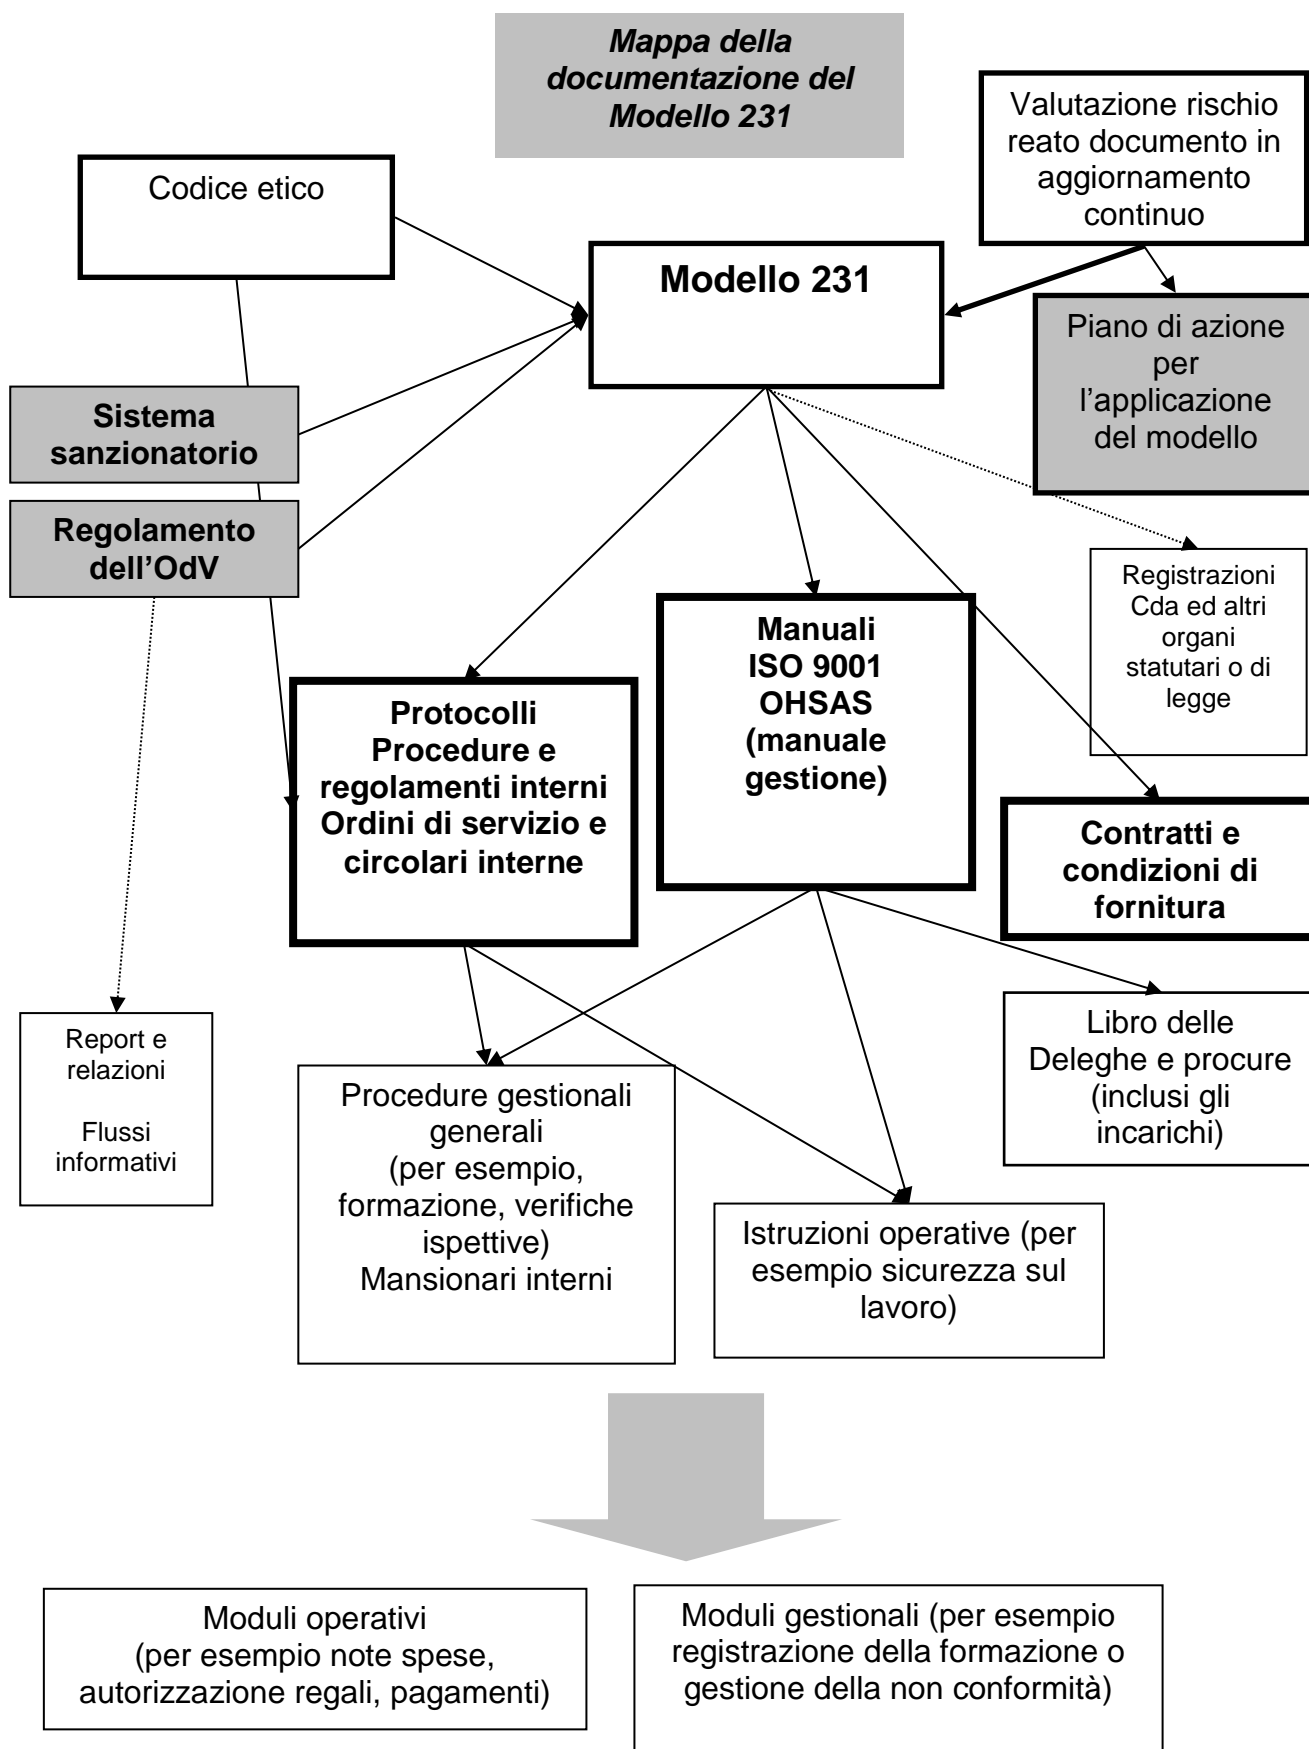 Mappa della
documentazione del
Modello 231
Valutazione rischio
reato documento in
aggiornamento
continuo
Codice etico
Modello 231
Piano di azione
per
l’applicazione
del modello
Sistema
sanzionatorio
Regolamento
dell’OdV
Registrazioni
Cda ed altri
organi
statutari o di
legge
Manuali
ISO 9001
OHSAS
(manuale
gestione)
Protocolli
Procedure e
regolamenti interni
Ordini di servizio e
circolari interne
Contratti e
condizioni di
fornitura
Report e
relazioni
Flussi
informativi
Libro delle
Deleghe e procure
(inclusi gli
incarichi)
Procedure gestionali
generali
(per esempio,
formazione, verifiche
ispettive)
Mansionari interni
Istruzioni operative (per
esempio sicurezza sul
lavoro)
Moduli operativi
(per esempio note spese,
autorizzazione regali, pagamenti)
Moduli gestionali (per esempio
registrazione della formazione o
gestione della non conformità)